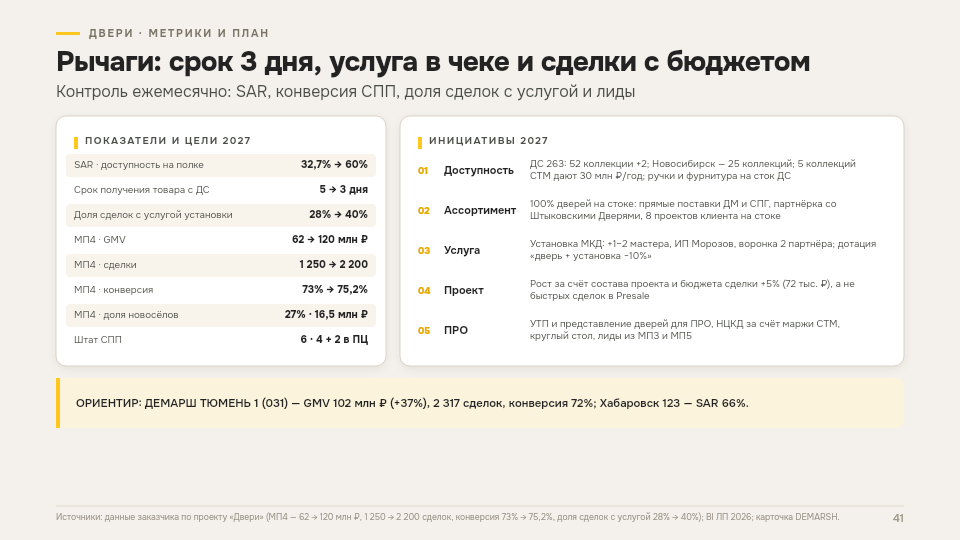 ДВЕРИ · МЕТРИКИ И ПЛАН
Рычаги: срок 3 дня, услуга в чеке и сделки с бюджетом
Контроль ежемесячно: SAR, конверсия СПП, доля сделок с услугой и лиды
ПОКАЗАТЕЛИ И ЦЕЛИ 2027
SAR · доступность на полке 32,7% → 60%
Срок получения товара с ДС 5 → 3 дня
Доля сделок с услугой установки 28% → 40%
МП4 · GMV 62 → 120 млн ₽
МП4 · сделки 1 250 → 2 200
МП4 · конверсия 73% → 75,2%
МП4 · доля новосёлов 27% · 16,5 млн ₽
Штат СПП 6 · 4 + 2 в ПЦ
ИНИЦИАТИВЫ 2027
01 Доступность
ДС 263: 52 коллекции +2; Новосибирск — 25 коллекций; 5 коллекций
СТМ дают 30 млн ₽/год; ручки и фурнитура на сток ДС
02 Ассортимент
100% дверей на стоке: прямые поставки ДМ и СПГ, партнёрка со
Штыковскими Дверями, 8 проектов клиента на стоке
03 Услуга
Установка МКД: +1–2 мастера, ИП Морозов, воронка 2 партнёра; дотация
«дверь + установка −10%»
04 Проект
Рост за счёт состава проекта и бюджета сделки +5% (72 тыс. ₽), а не
быстрых сделок в Presale
05 ПРО
УТП и представление дверей для ПРО, НЦКД за счёт маржи СТМ,
круглый стол, лиды из МП3 и МП5
ОРИЕНТИР: ДЕМАРШ ТЮМЕНЬ 1 (031) — GMV 102 млн ₽ (+37%), 2 317 сделок, конверсия 72%; Хабаровск 123 — SAR 66%.
Источники: данные заказчика по проекту «Двери» (МП4 — 62 → 120 млн ₽, 1 250 → 2 200 сделок, конверсия 73% → 75,2%, доля сделок с услугой 28% → 40%); BI ЛП 2026; карточка DEMARSH.
41